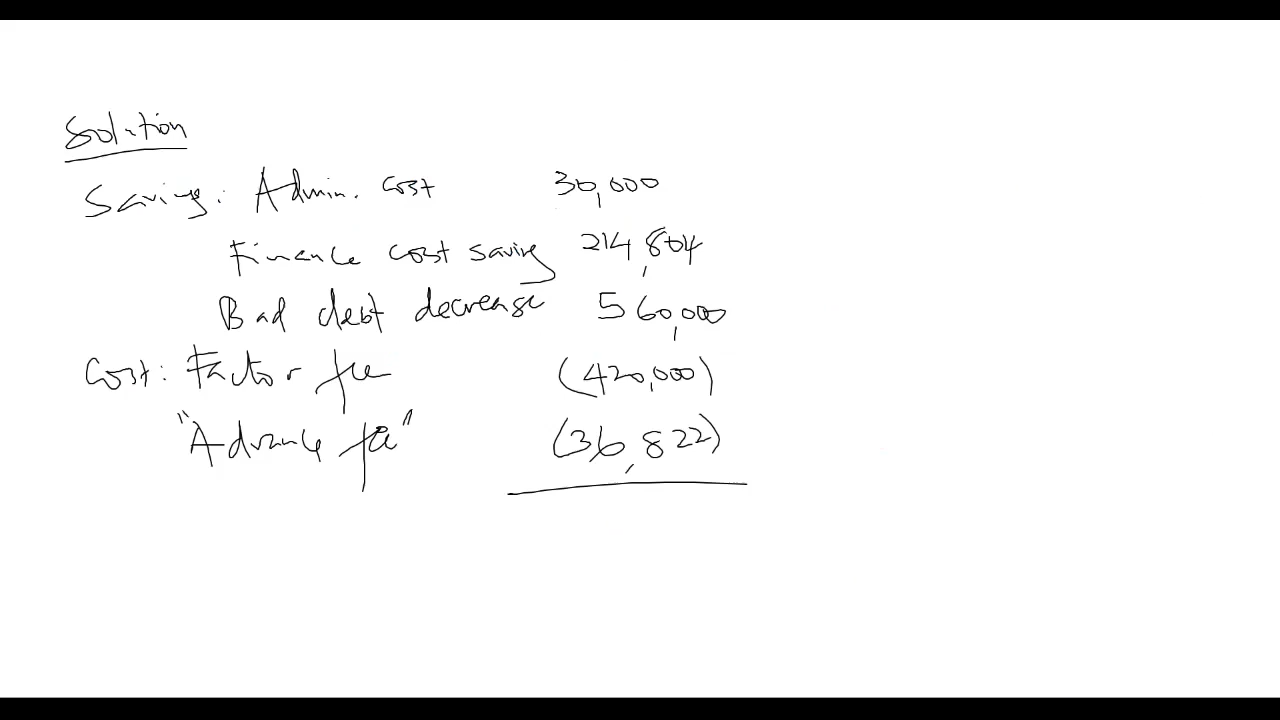 Solution
Saving: Admin. cost 30,000
Finance cost saving 214,804
Bad debt decrease 560,000
Cost: Factor fee (420,000)
"Advance fee" (36,822)